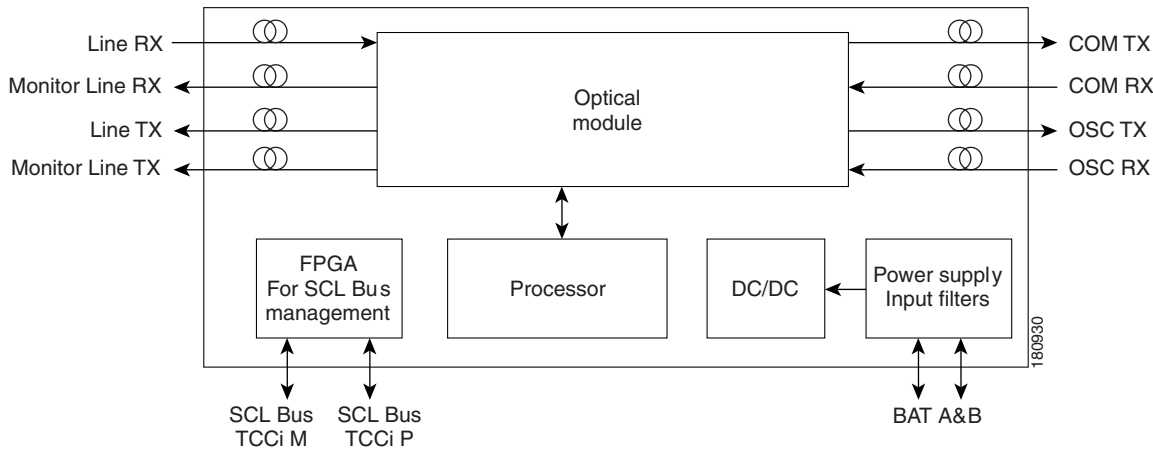 Line RX
Monitor Line RX
Line TX
Monitor Line TX
Optical
module
COM TX
COM RX
OSC TX
OSC RX
FPGA
For SCL Bus
management
Processor
DC/DC
Power supply
Input filters
180930
SCL Bus
TCCi M
SCL Bus
TCCi P
BAT A&B